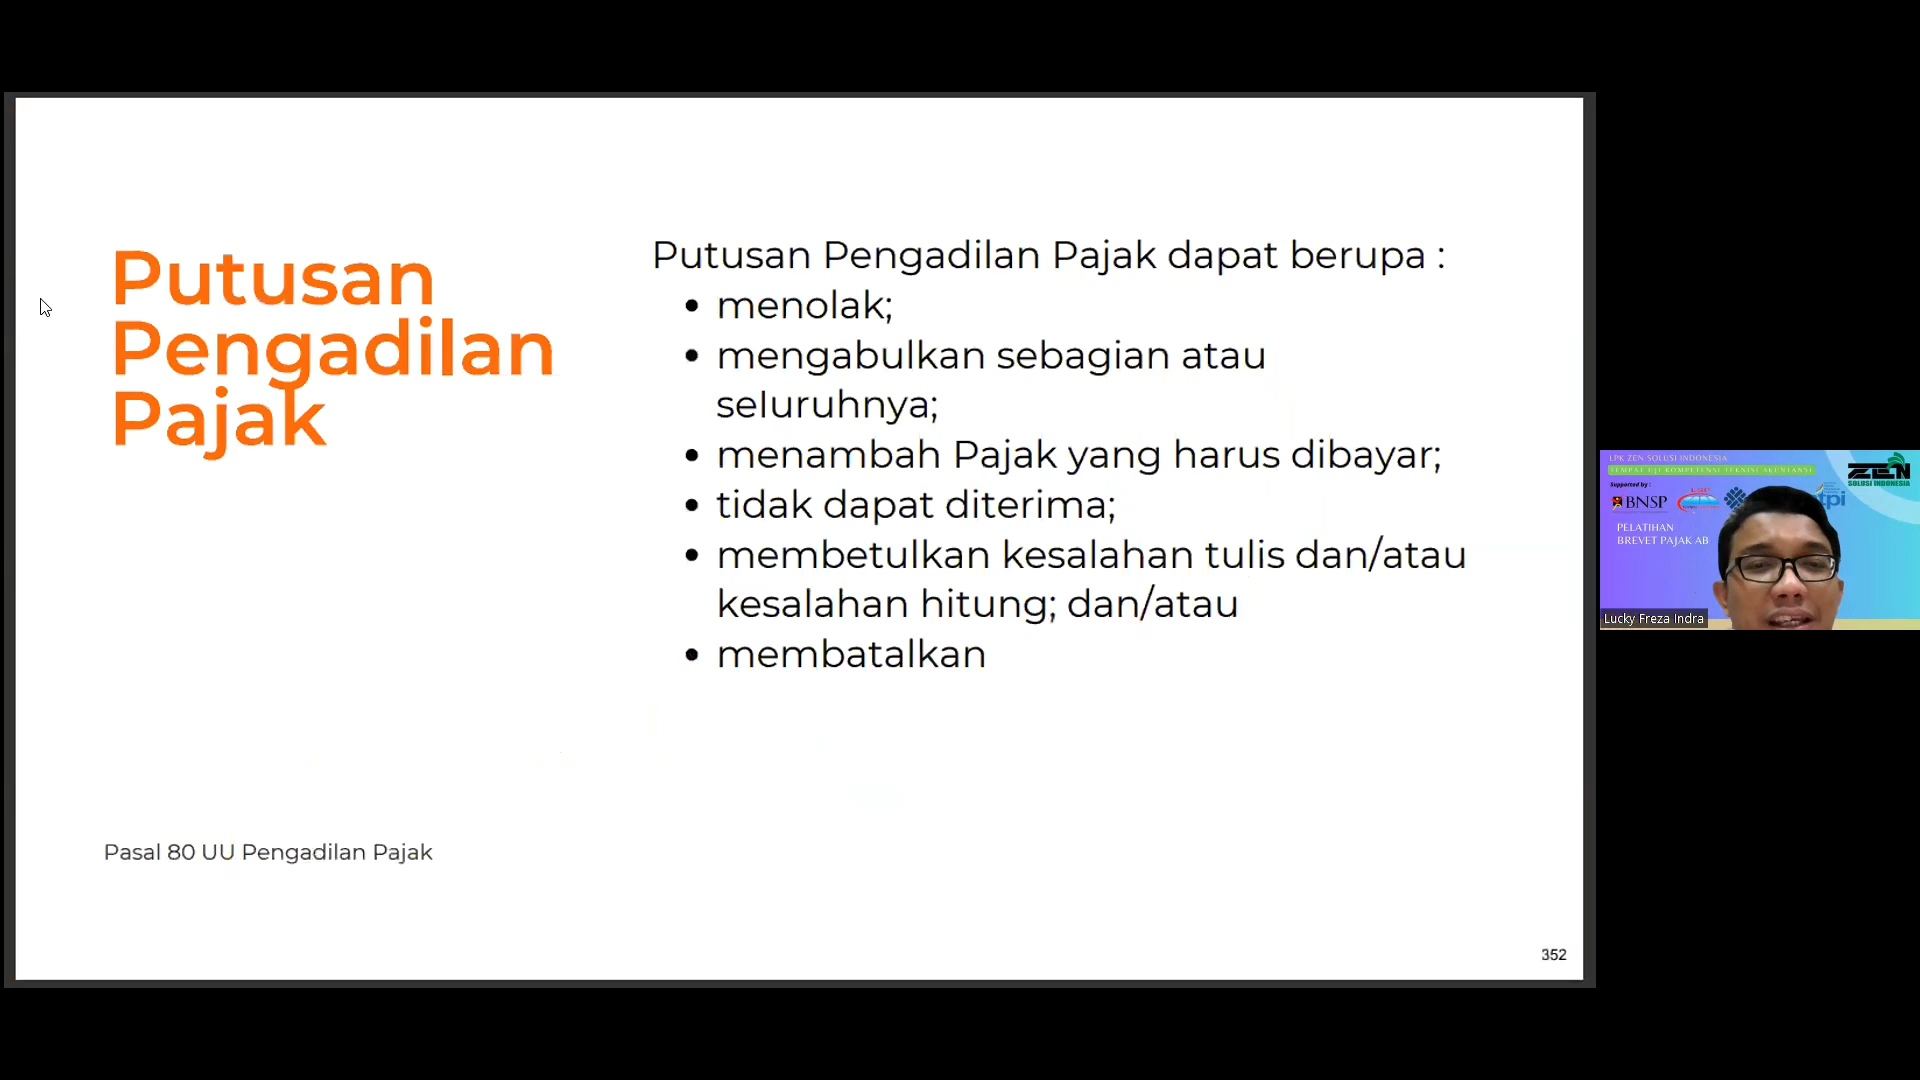 Putusan
Pengadilan
Pajak
Putusan Pengadilan Pajak dapat berupa :
• menolak;
• mengabulkan sebagian atau
seluruhnya;
• menambah Pajak yang harus dibayar;
• tidak dapat diterima;
• membetulkan kesalahan tulis dan/atau
kesalahan hitung; dan/atau
• membatalkan
Pasal 80 UU Pengadilan Pajak
352
LPK ZEN SOLUSI INDONESIA
TEMPAT UJI KOMPETENSI TEKNISI AKUNTANSI
Supported by :
ZEN
SOLUSI INDONESIA
BNSP
PELATIHAN
BREVET PAJAK AB
Lucky Freza Indra